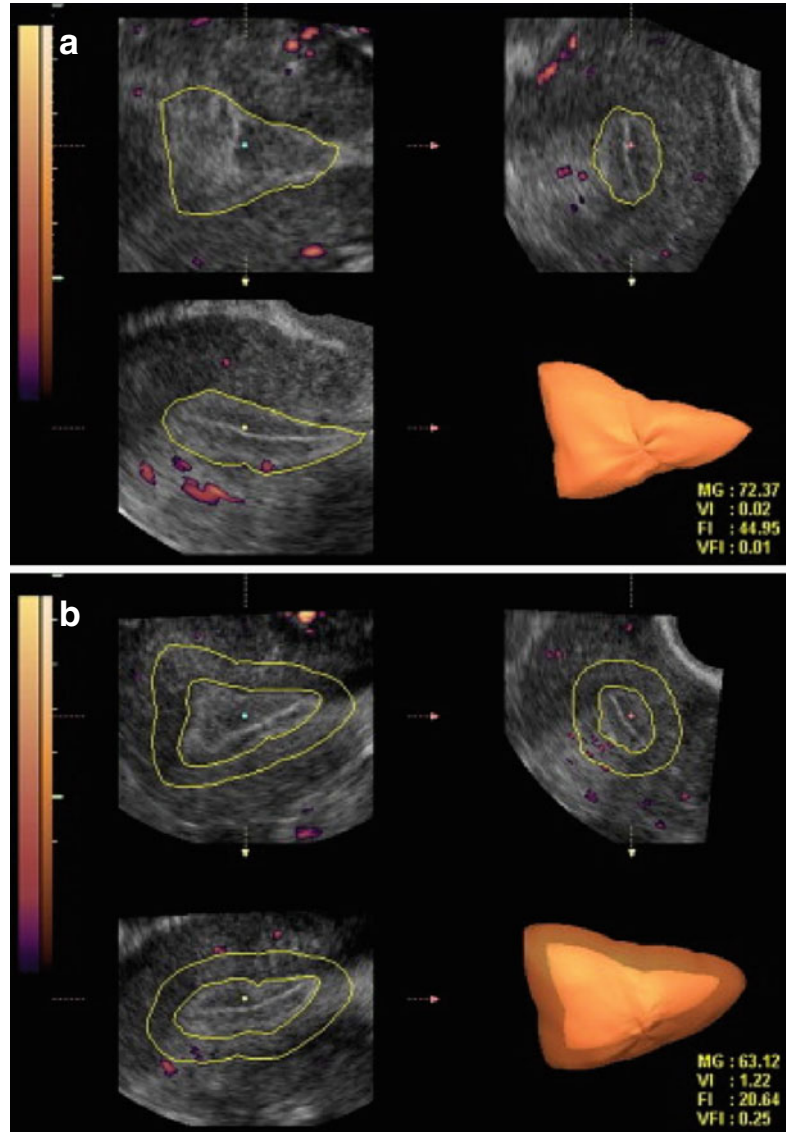 a
MG : 72.37
VI : 0.02
FI : 44.95
VFI : 0.01
b
MG : 63.12
VI : 1.22
FI : 20.64
VFI : 0.25